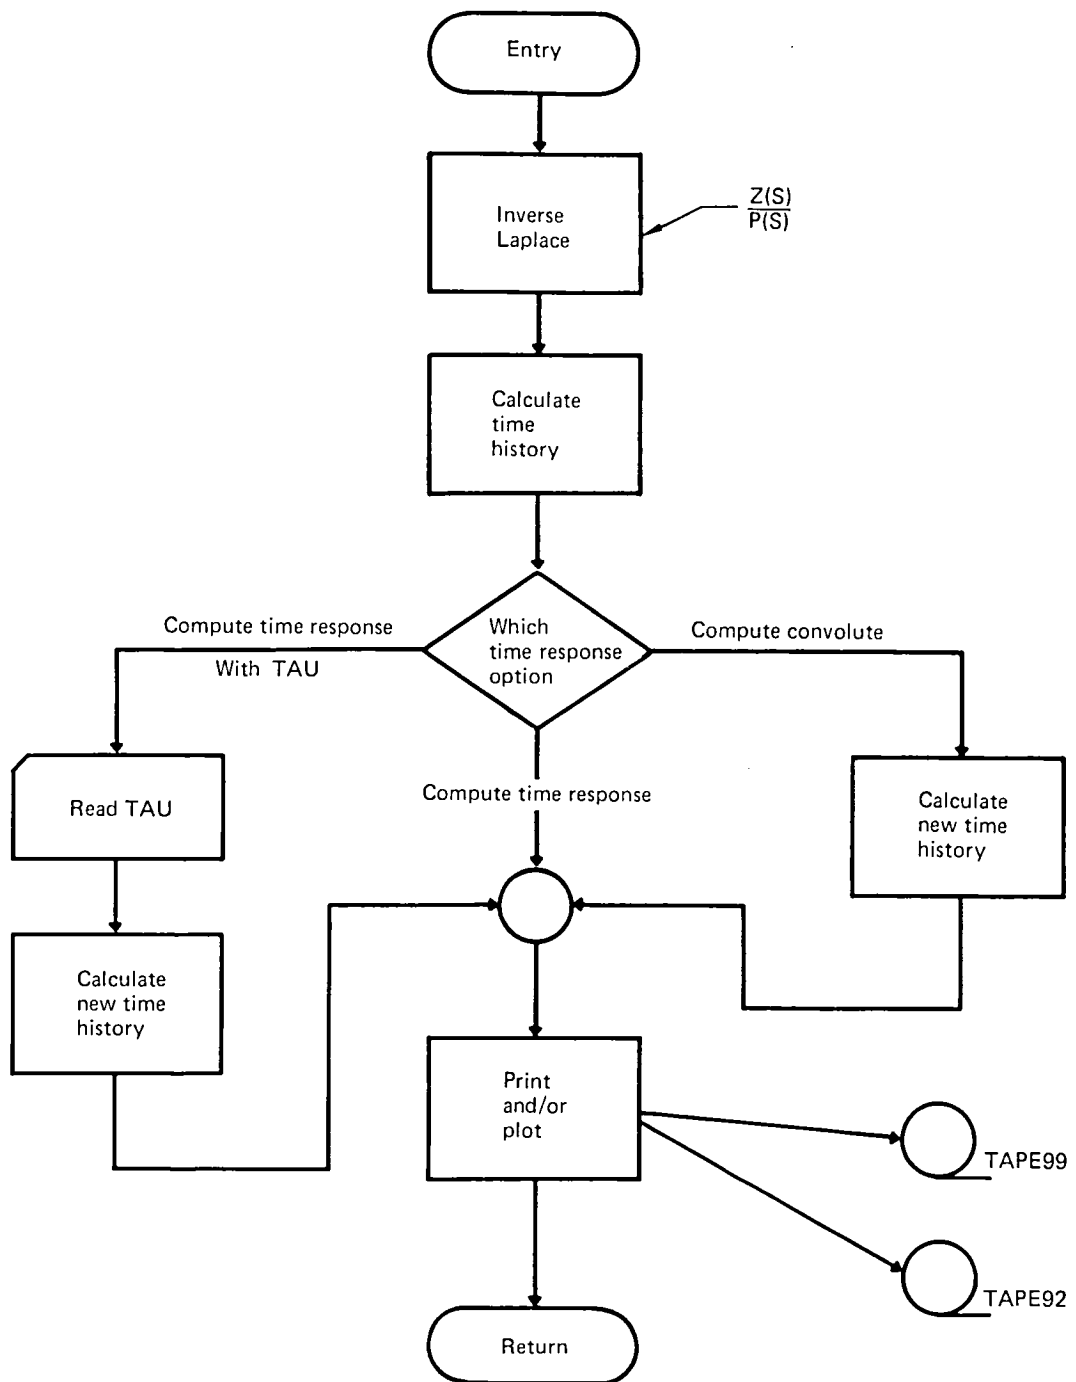 Entry
Inverse
Laplace
Z(S)
P(S)
Calculate
time
history
Compute time response
With TAU
Which
time response
option
Compute convolute
Read TAU
Compute time response
Calculate
new time
history
Calculate
new time
history
Print
and/or
plot
TAPE99
TAPE92
Return